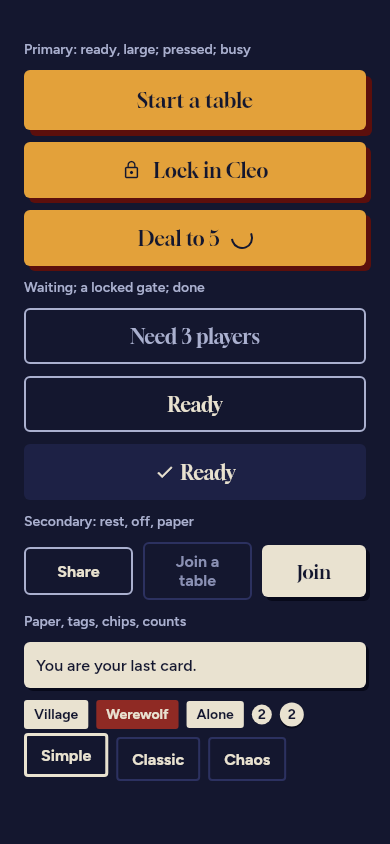 Primary: ready, large; pressed; busy
Start a table
Lock in Cleo
Deal to 5
Waiting; a locked gate; done
Need 3 players
Ready
Ready
Secondary: rest, off, paper
Share
Join a
table
Join
Paper, tags, chips, counts
You are your last card.
Village Werewolf Alone 2 2
Simple Classic Chaos